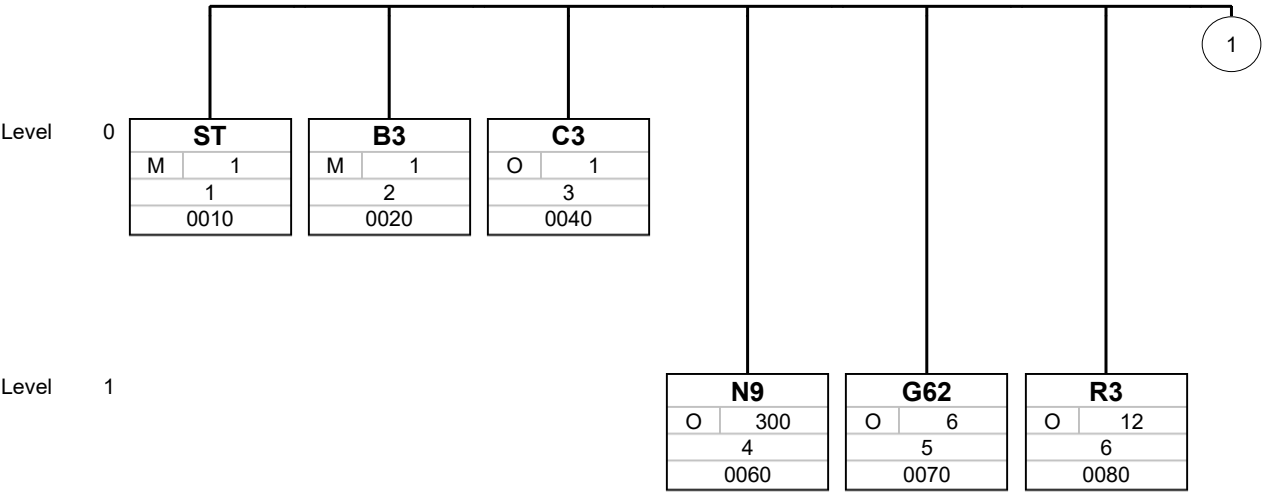 1
Level 0 ST B3 C3
M 1 M 1 O 1
1 2 3
0010 0020 0040
Level 1 N9 G62 R3
O 300 O 6 O 12
4 5 6
0060 0070 0080